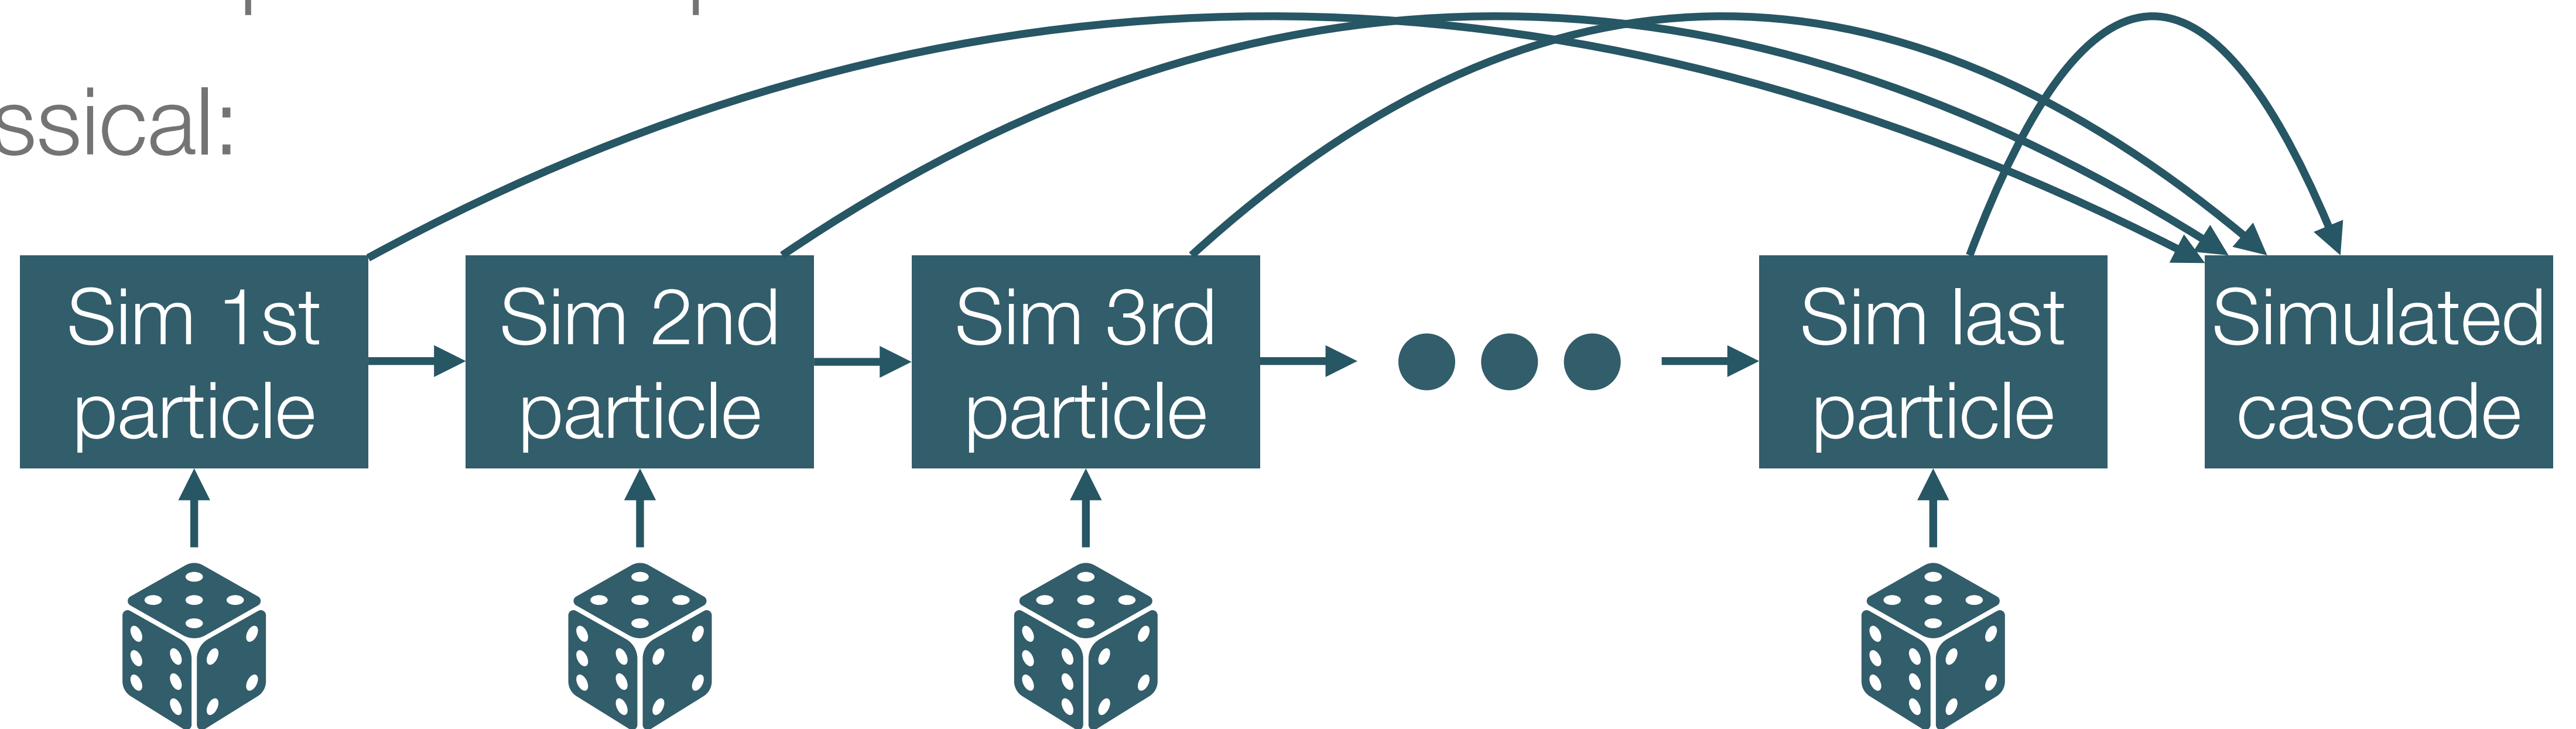 ssical:
Sim 1st
particle
Sim 2nd
particle
Sim 3rd
particle
Sim last
particle
Simulated
cascade